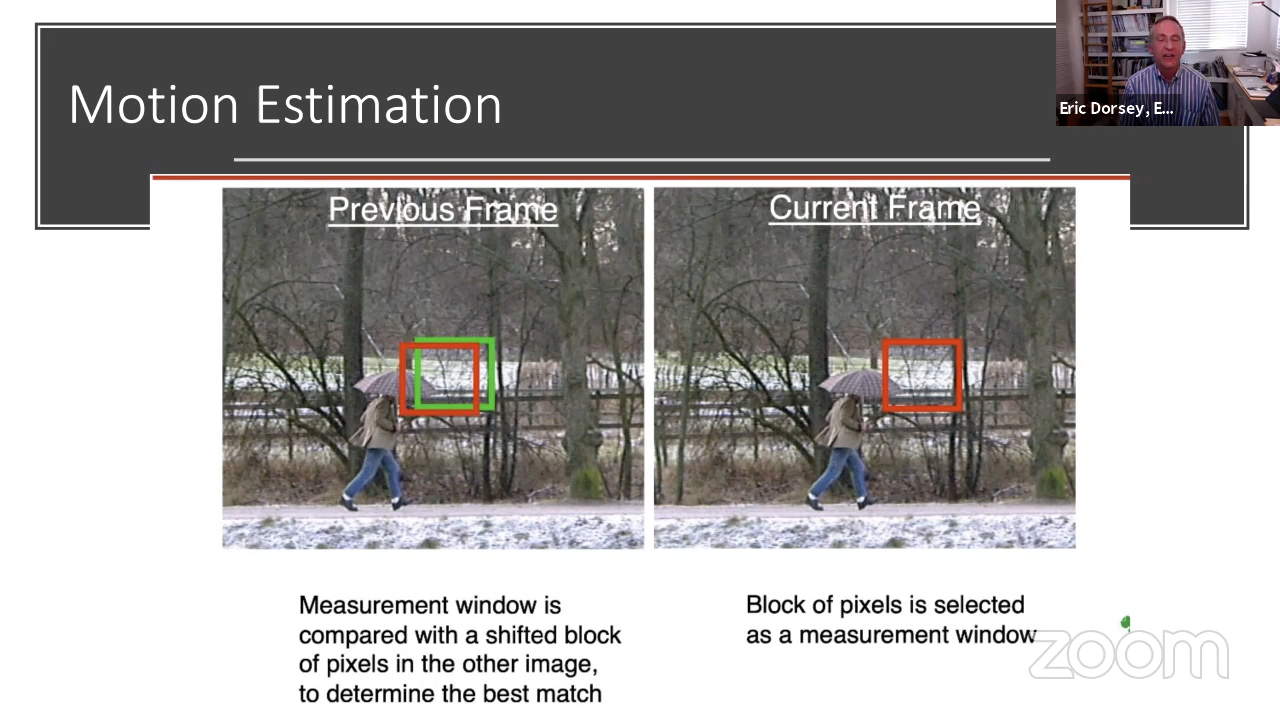 Motion Estimation
Eric Dorsey, E...
Previous Frame
Current Frame
Measurement window is
compared with a shifted block
of pixels in the other image,
to determine the best match
Block of pixels is selected
as a measurement window
zoom